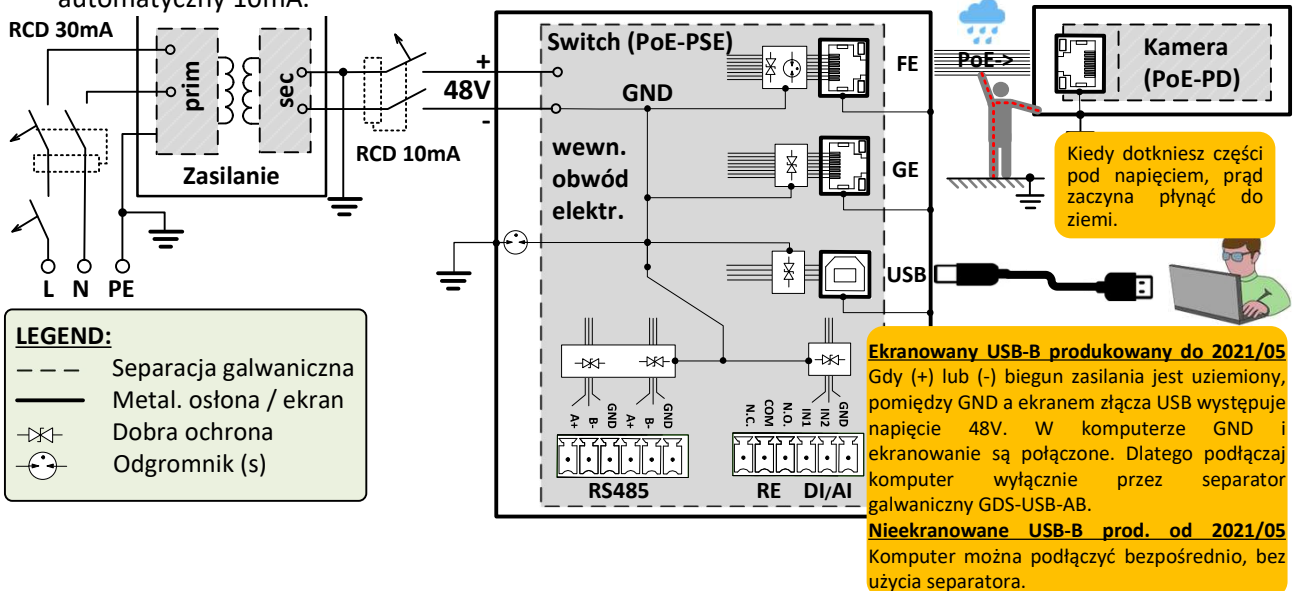 automatyczny 10mA.
RCD 30mA
prim
sec
Zasilanie
L N PE
+
48V
-
RCD 10mA
Switch (PoE-PSE)
GND
wewn.
obwód
elektr.
FE
GE
USB
PoE->
Kamera
(PoE-PD)
Kiedy dotkniesz części
pod napięciem, prąd
zaczyna płynąć do
ziemi.
A+ B- GND A+ B- GND
RS485
N.C. COM N.O. IN1 IN2 GND
RE DI/AI
LEGEND:
Separacja galwaniczna
Metal. osłona / ekran
Dobra ochrona
Odgromnik (s)
Ekranowany USB-B produkowany do 2021/05
Gdy (+) lub (-) biegun zasilania jest uziemiony,
pomiędzy GND a ekranem złącza USB występuje
napięcie 48V. W komputerze GND i
ekranowanie są połączone. Dlatego podłączaj
komputer wyłącznie przez separator
galwaniczny GDS-USB-AB.
Nieekranowane USB-B prod. od 2021/05
Komputer można podłączyć bezpośrednio, bez
użycia separatora.